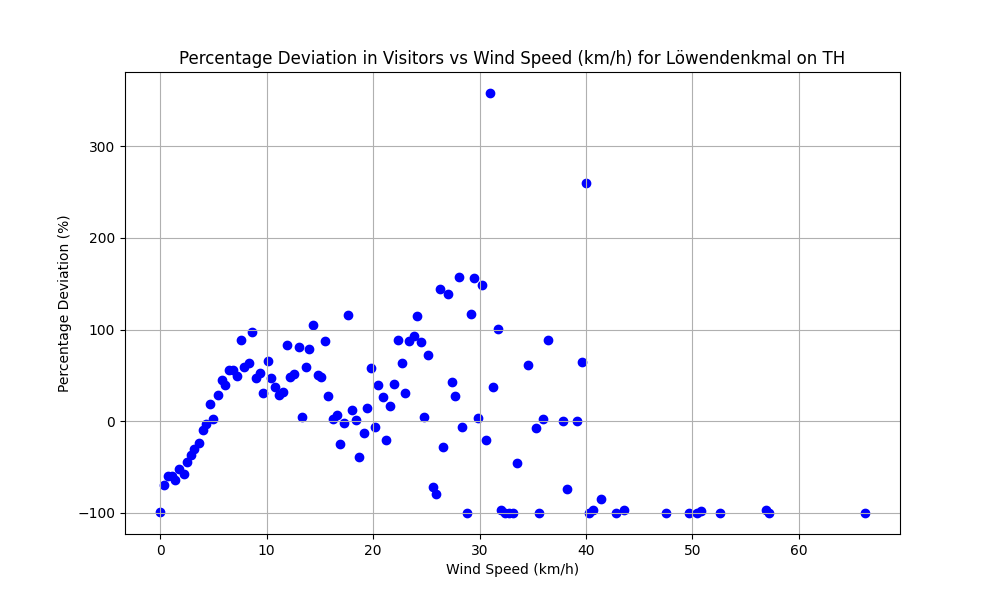 Percentage Deviation in Visitors vs Wind Speed (km/h) for Löwendenkmal on TH
Percentage Deviation (%)
300
200
100
0
−100
0 10 20 30 40 50 60
Wind Speed (km/h)